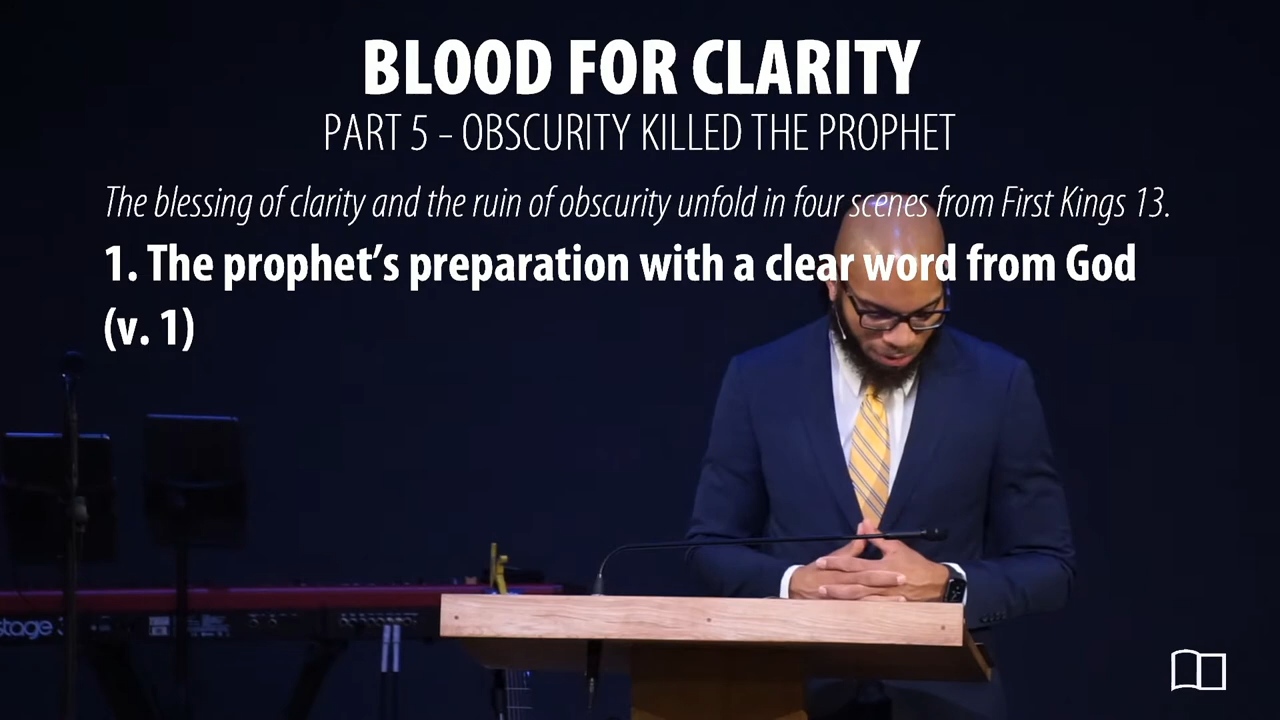 BLOOD FOR CLARITY
PART 5 – OBSCURITY KILLED THE PROPHET
The blessing of clarity and the ruin of obscurity unfold in four scenes from First Kings 13.
1. The prophet’s preparation with a clear word from God
(v. 1)
stage 3